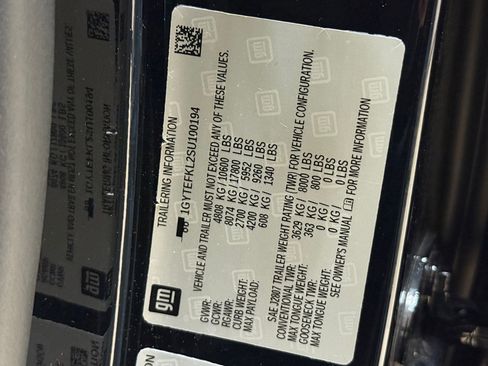 gm
TRAILERING INFORMATION
1GYTEFKL2SU100194
VEHICLE AND TRAILER MUST NOT EXCEED ANY OF THESE VALUES.
GVWR: 4808 KG/10600 LBS
GCWR: 8074 KG / 17800 LBS
RGAWR: 2700 KG / 5952 LBS
CURB WEIGHT: 4200 KG / 9260 LBS
MAX PAYLOAD: 608 KG / 1340 LBS
SAE J2807 TRAILER WEIGHT RATING (TWR) FOR VEHICLE CONFIGURATION.
CONVENTIONAL TWR: 3629 KG / 8000 LBS
MAX TONGUE WEIGHT: 363 KG / 800 LBS
GOOSENECK TWR: 0 KG / 0 LBS
MAX TONGUE WEIGHT: 0 KG / 0 LBS
SEE OWNER'S MANUAL FOR MORE INFORMATION.